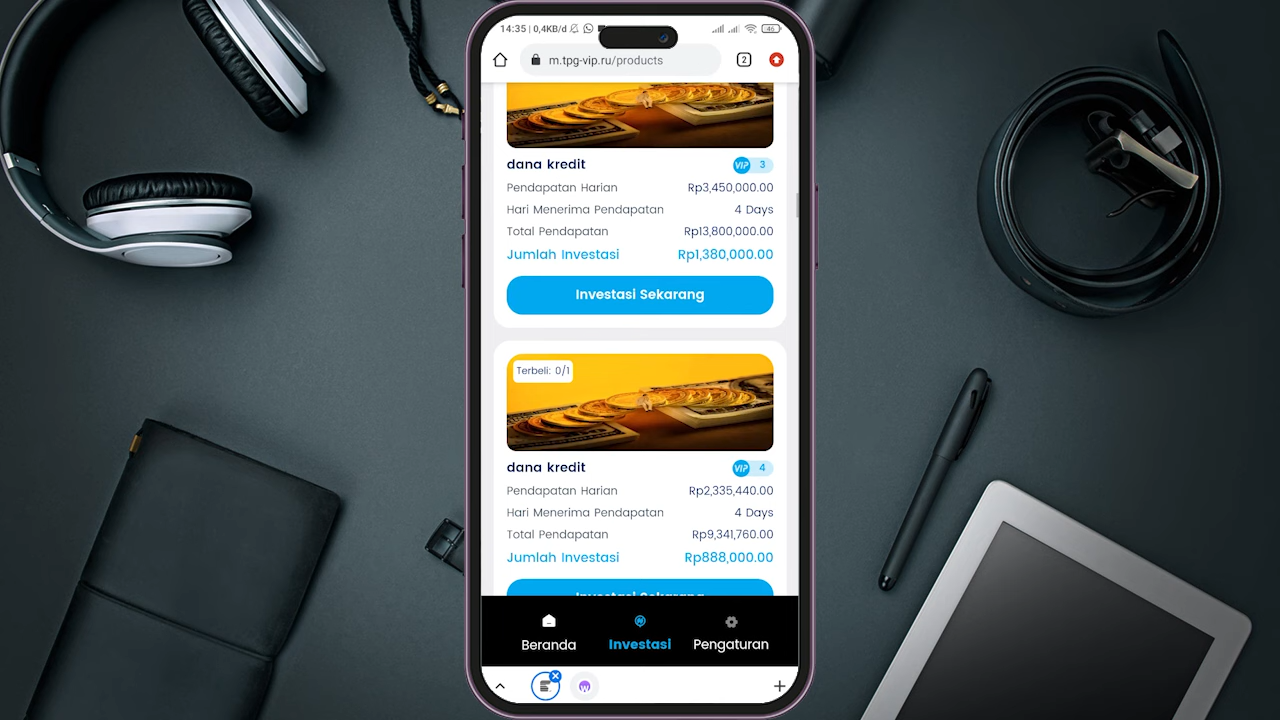 14:35 | 0,4KB/d
46
m.tpg-vip.ru/products
2
dana kredit
VIP 3
Pendapatan Harian Rp3,450,000.00
Hari Menerima Pendapatan 4 Days
Total Pendapatan Rp13,800,000.00
Jumlah Investasi Rp1,380,000.00
Investasi Sekarang
Terbeli: 0/1
dana kredit
VIP 4
Pendapatan Harian Rp2,335,440.00
Hari Menerima Pendapatan 4 Days
Total Pendapatan Rp9,341,760.00
Jumlah Investasi Rp888,000.00
Investasi Sekarang
Beranda Investasi Pengaturan